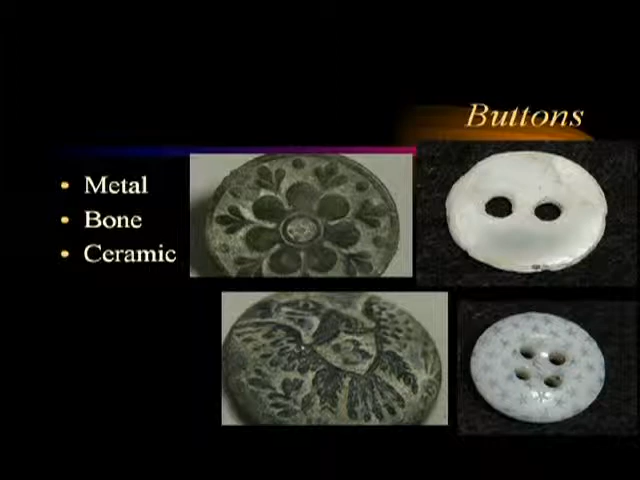 Buttons
• Metal
• Bone
• Ceramic